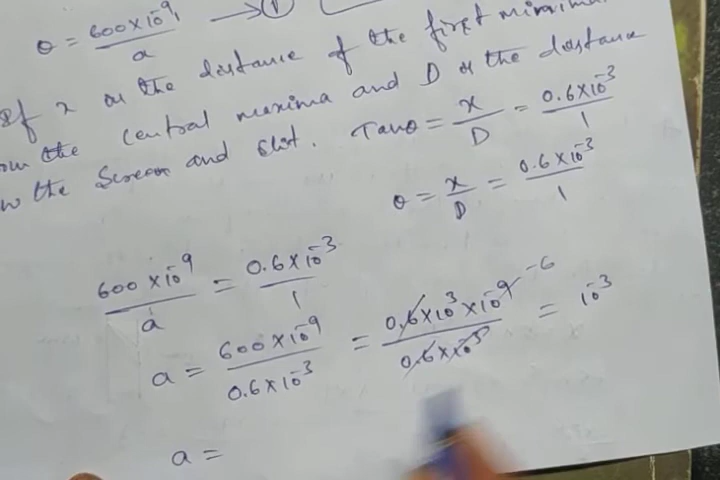 θ = 600×10⁻⁹/a → ①
If x is the distance of the first minima
the central maxima and D is the distance
the Screen and slit. Tanθ = x/D = 0.6×10⁻³/1
θ = x/D = 0.6×10⁻³/1
600×10⁻⁹/a = 0.6×10⁻³/1
a = 600×10⁻⁹/0.6×10⁻³ = 0.6×10³×10⁻⁹ ⁻⁶/0.6××10⁻³ = 10⁻³
a =